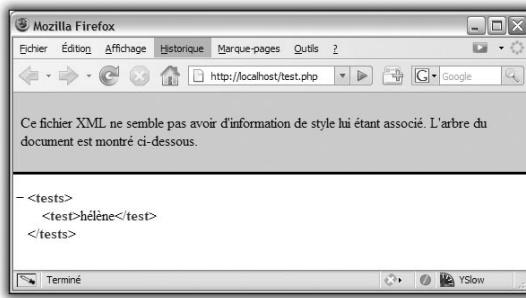 Mozilla Firefox
Fichier Édition Affichage Historique Marque-pages Outils ?
http://localhost/test.php G Google
Ce fichier XML ne semble pas avoir d'information de style lui étant associé. L'arbre du
document est montré ci-dessous.
– <tests>
<test>hélène</test>
</tests>
Terminé YSlow